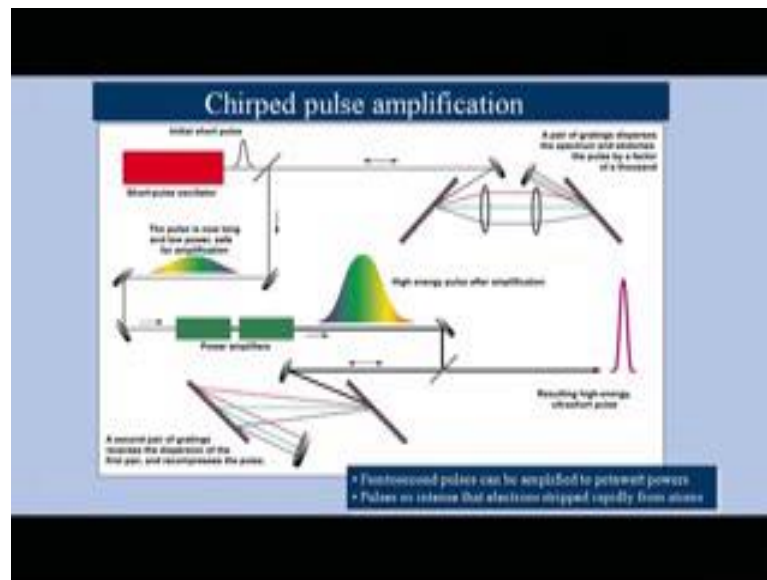 Chirped pulse amplification
Initial short pulse
Short-pulse oscillator
A pair of gratings disperses
the spectrum and stretches
the pulse by a factor
of a thousand
The pulse is now long
and low power, safe
for amplification
High energy pulse after amplification
Power amplifiers
Resulting high-energy,
ultrashort pulse
A second pair of gratings
reverses the dispersion of the
first pair, and recompresses the pulse.
• Femtosecond pulses can be amplified to petawatt powers
• Pulses so intense that electrons stripped rapidly from atoms